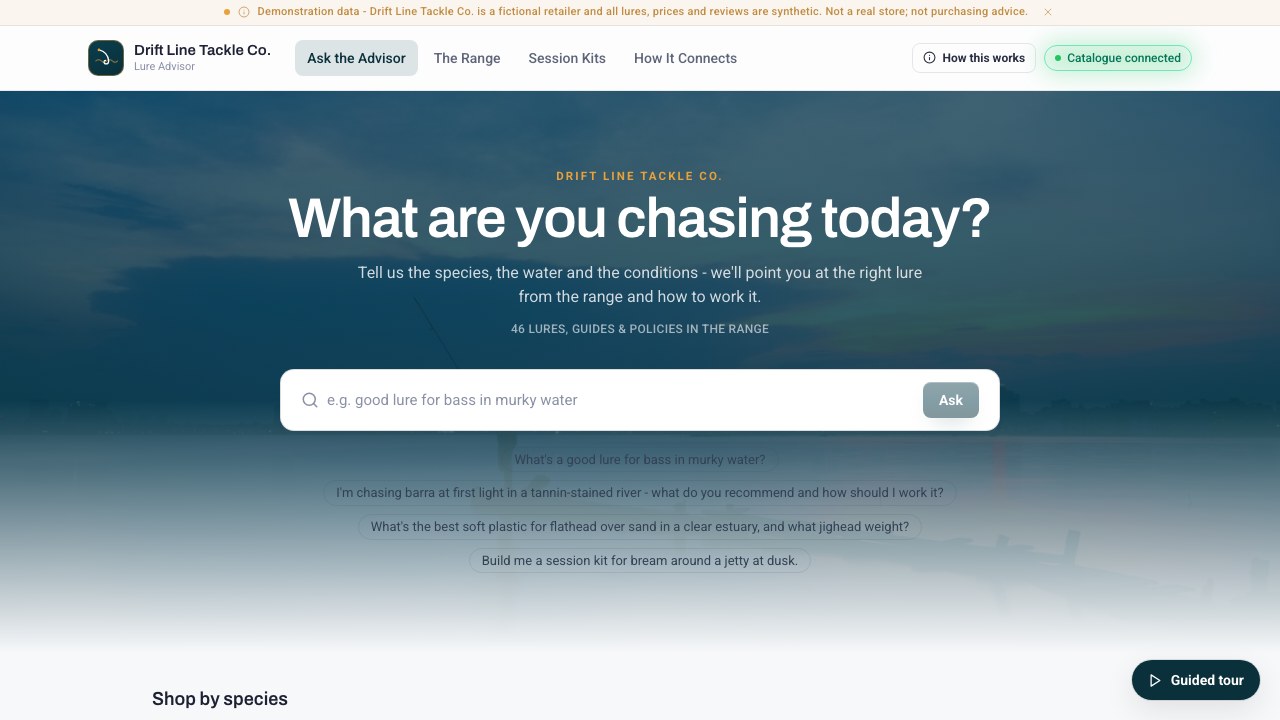 Demonstration data - Drift Line Tackle Co. is a fictional retailer and all lures, prices and reviews are synthetic. Not a real store; not purchasing advice.
Drift Line Tackle Co.
Lure Advisor
Ask the Advisor
The Range
Session Kits
How It Connects
How this works
Catalogue connected
DRIFT LINE TACKLE CO.
What are you chasing today?
Tell us the species, the water and the conditions - we'll point you at the right lure
from the range and how to work it.
46 LURES, GUIDES & POLICIES IN THE RANGE
e.g. good lure for bass in murky water
Ask
What's a good lure for bass in murky water?
I'm chasing barra at first light in a tannin-stained river - what do you recommend and how should I work it?
What's the best soft plastic for flathead over sand in a clear estuary, and what jighead weight?
Build me a session kit for bream around a jetty at dusk.
Shop by species
Guided tour